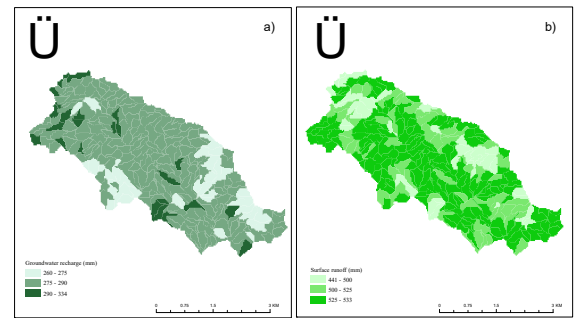 Ü
a)
Groundwater recharge (mm)
260 - 275
275 - 290
290 - 334
0 0.75 1.5 3 KM
Ü
b)
Surface runoff (mm)
441 - 500
500 - 525
525 - 533
0 0.75 1.5 3 KM